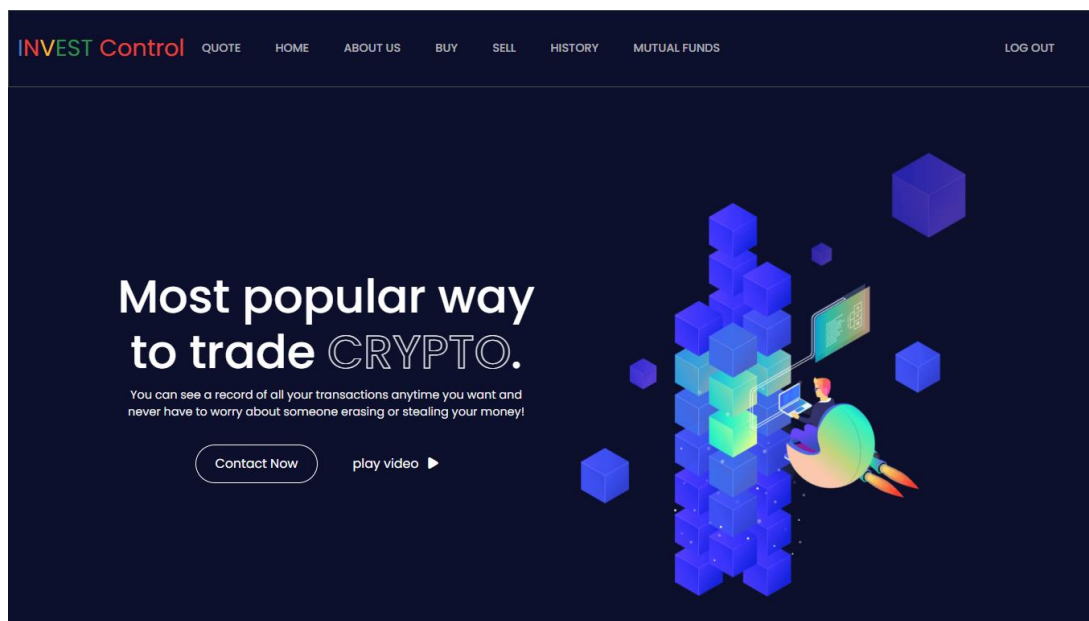 INVEST Control QUOTE HOME ABOUT US BUY SELL HISTORY MUTUAL FUNDS LOG OUT
Most popular way
to trade CRYPTO.
You can see a record of all your transactions anytime you want and
never have to worry about someone erasing or stealing your money!
Contact Now play video